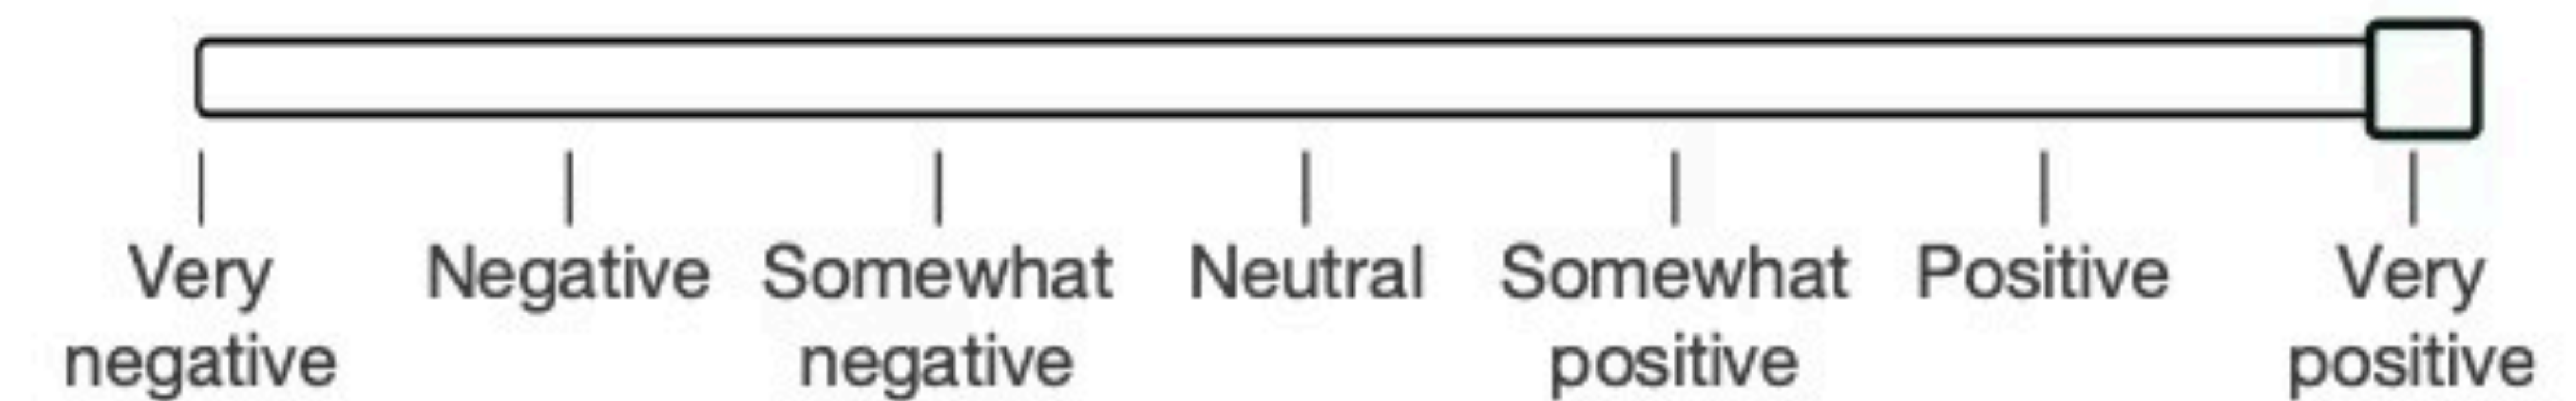 Very negative
Negative
Somewhat negative
Neutral
Somewhat positive
Positive
Very positive